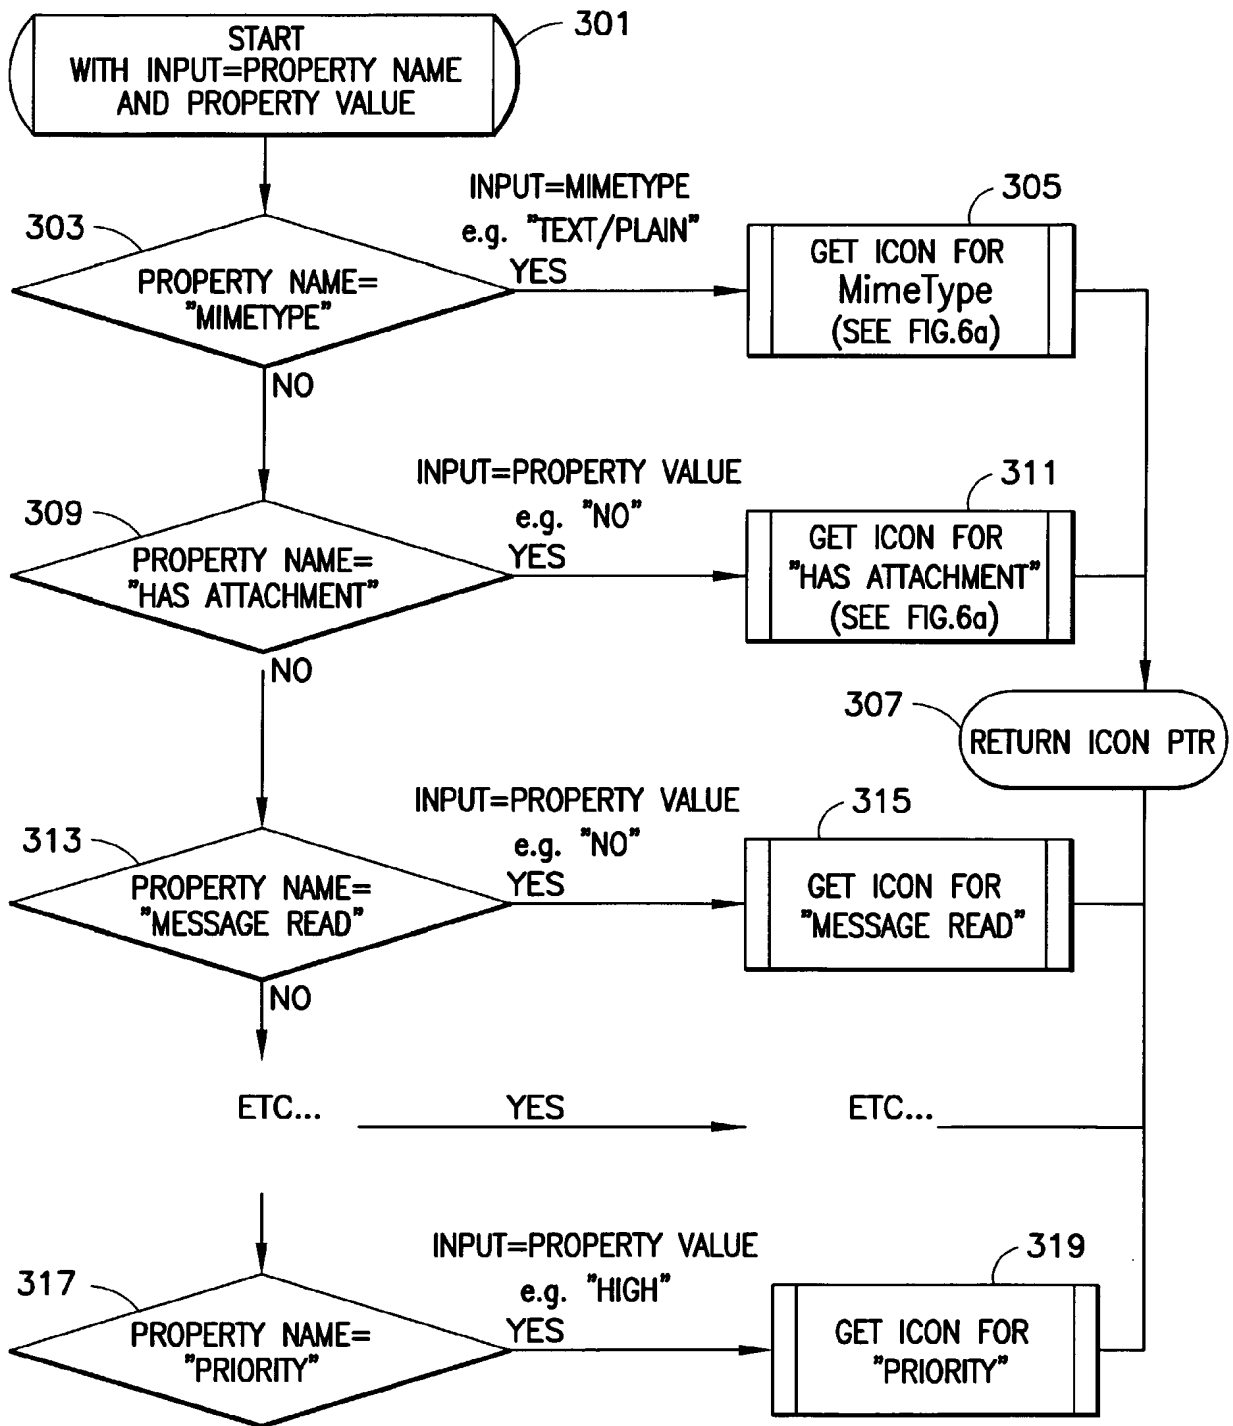 301
START
WITH INPUT=PROPERTY NAME
AND PROPERTY VALUE
303
PROPERTY NAME=
"MIMETYPE"
INPUT=MIMETYPE
e.g. "TEXT/PLAIN"
YES
305
GET ICON FOR
MimeType
(SEE FIG.6a)
NO
309
PROPERTY NAME=
"HAS ATTACHMENT"
INPUT=PROPERTY VALUE
e.g. "NO"
YES
311
GET ICON FOR
"HAS ATTACHMENT"
(SEE FIG.6a)
NO
307
RETURN ICON PTR
313
PROPERTY NAME=
"MESSAGE READ"
INPUT=PROPERTY VALUE
e.g. "NO"
YES
315
GET ICON FOR
"MESSAGE READ"
NO
ETC...
YES
ETC...
317
PROPERTY NAME=
"PRIORITY"
INPUT=PROPERTY VALUE
e.g. "HIGH"
YES
319
GET ICON FOR
"PRIORITY"